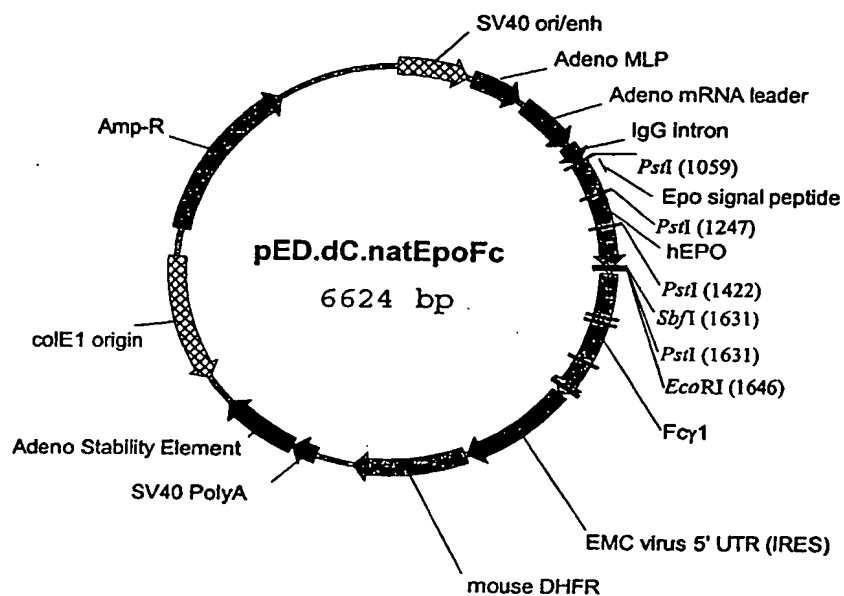 SV40 ori/enh
Adeno MLP
Adeno mRNA leader
IgG intron
PstI (1059)
Epo signal peptide
PstI (1247)
hEPO
PstI (1422)
SbfI (1631)
PstI (1631)
EcoRI (1646)
Fcγ1
EMC virus 5' UTR (IRES)
mouse DHFR
SV40 PolyA
Adeno Stability Element
colE1 origin
Amp-R
pED.dC.natEpoFc
6624 bp